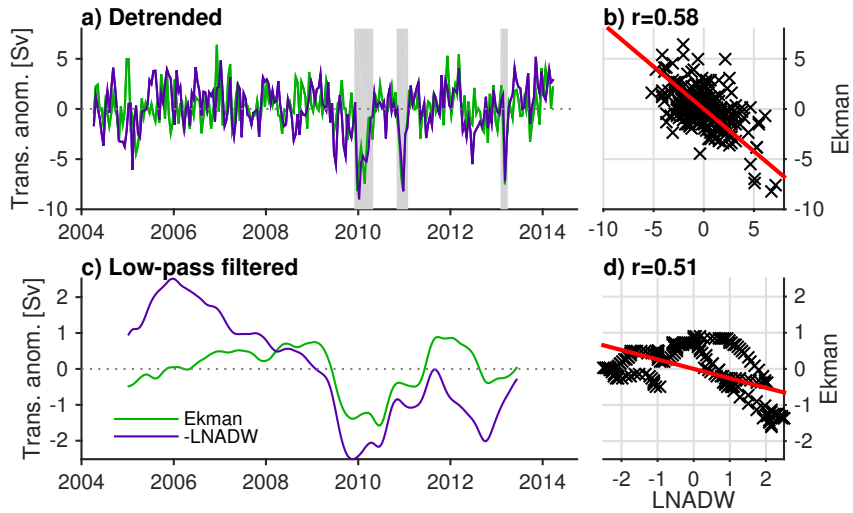 a) Detrended
Trans. anom. [Sv]
5
0
-5
-10
2004 2006 2008 2010 2012 2014
b) r=0.58
5
0
-5
-10
Ekman
-10 -5 0 5
c) Low-pass filtered
Trans. anom. [Sv]
2
1
0
-1
-2
Ekman
-LNADW
2004 2006 2008 2010 2012 2014
d) r=0.51
2
1
0
-1
-2
Ekman
-2 -1 0 1 2
LNADW